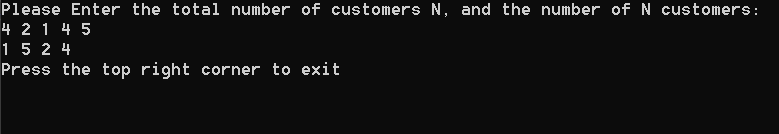 Please Enter the total number of customers N, and the number of N customers:
4 2 1 4 5
1 5 2 4
Press the top right corner to exit